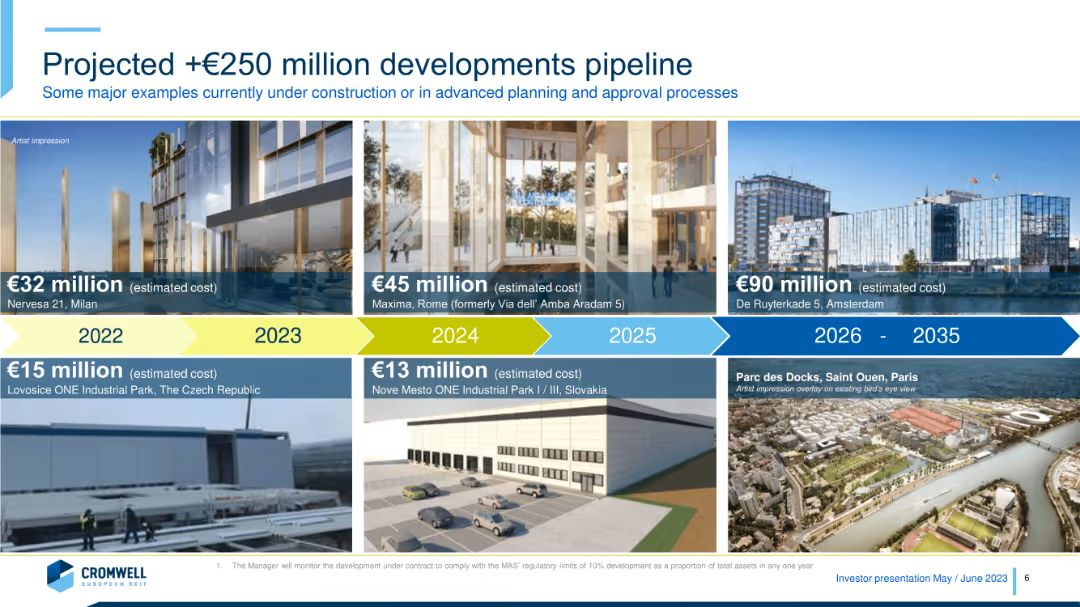 Projected +€250 million developments pipeline
Some major examples currently under construction or in advanced planning and approval processes
Artist impression
€32 million (estimated cost)
Nervesa 21, Milan
€45 million (estimated cost)
Maxima, Rome (formerly Via dell' Amba Aradam 5)
€90 million (estimated cost)
De Ruyterkade 5, Amsterdam
2022
2023
2024
2025
2026 - 2035
€15 million (estimated cost)
Lovosice ONE Industrial Park, The Czech Republic
€13 million (estimated cost)
Nove Mesto ONE Industrial Park I / III, Slovakia
Parc des Docks, Saint Ouen, Paris
Artist impression overlay on existing bird's eye view
CROMWELL
EUROPEAN REIT
1. The Manager will monitor the development under contract to comply with the MAS' regulatory limits of 10% development as a proportion of total assets in any one year
Investor presentation May / June 2023
6